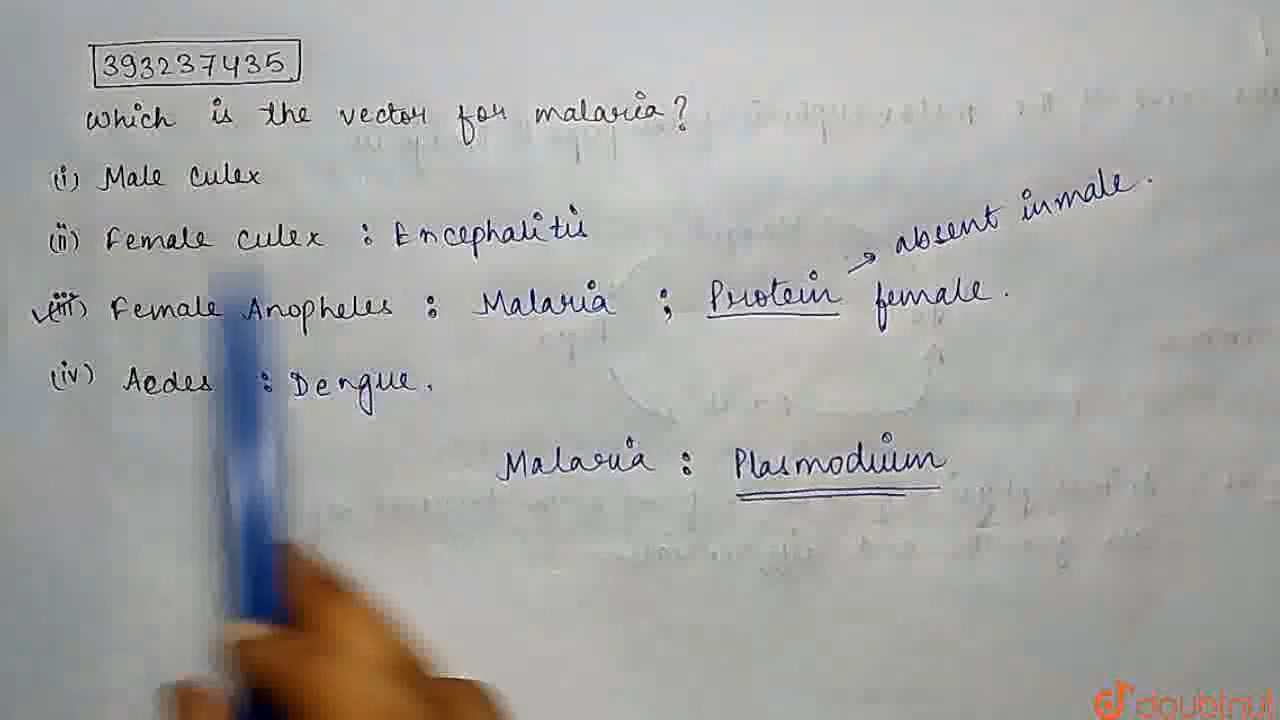 393237435
Which is the vector for malaria?
(i) Male Culex
(ii) Female Culex : Encephalitis
absent in male.
(iii) Female Anopheles : Malaria ; Protein female.
(iv) Aedes : Dengue.
Malaria : Plasmodium
doubtnut